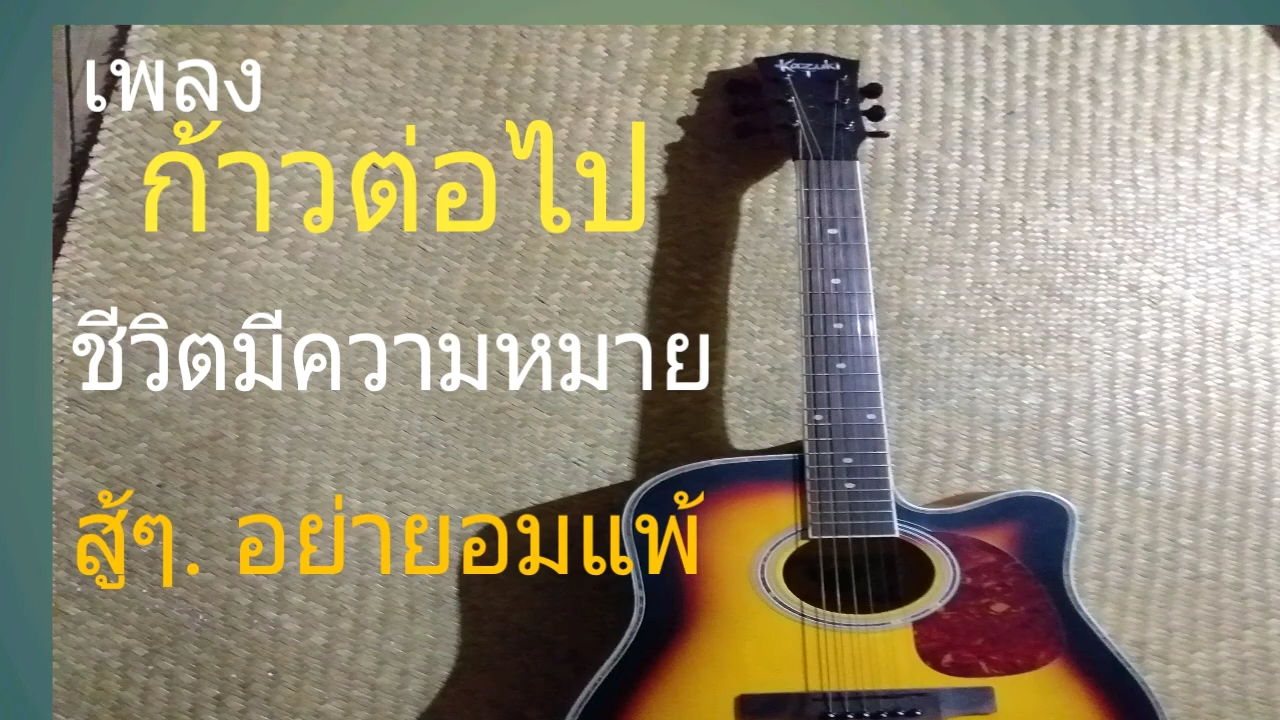 เพลง
Kazuki
ก้าวต่อไป
ชีวิตมีความหมาย
สู้ๆ. อย่ายอมแพ้